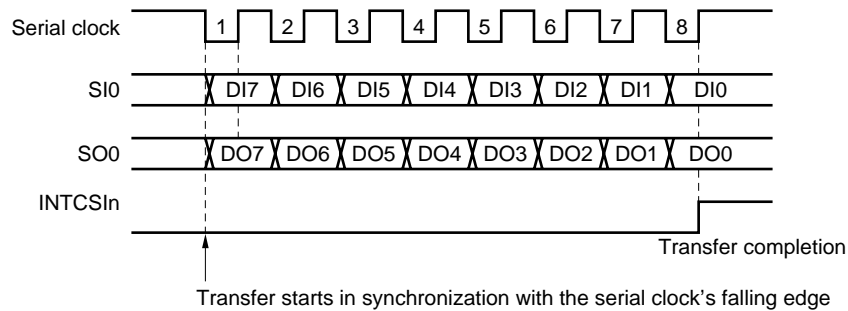 Serial clock 1 2 3 4 5 6 7 8
SI0 DI7 DI6 DI5 DI4 DI3 DI2 DI1 DI0
SO0 DO7 DO6 DO5 DO4 DO3 DO2 DO1 DO0
INTCSIn
Transfer completion
Transfer starts in synchronization with the serial clock's falling edge